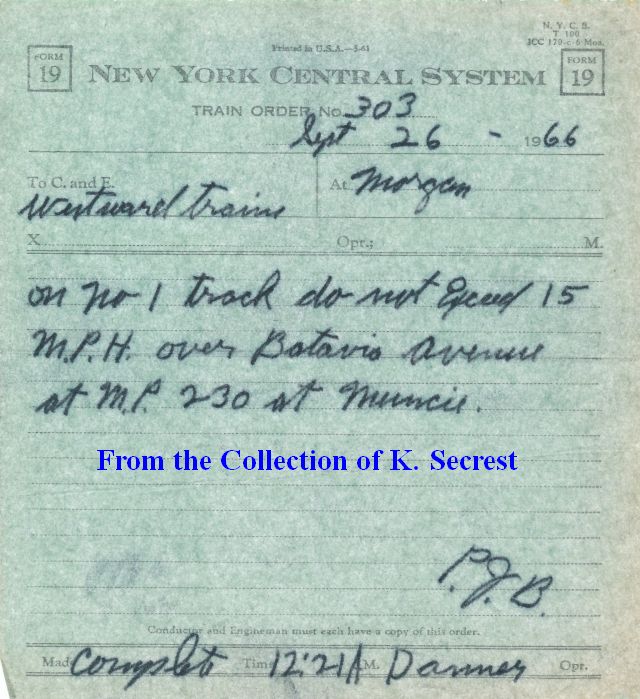 N. Y. C. S.
T 100
ICC 170-c-6 Mos.
Printed in U.S.A.—5-61
FORM 19
NEW YORK CENTRAL SYSTEM
FORM 19
TRAIN ORDER No. 303
Sept 26 - 1966
To C. and E. At Morgan
Westward trains
X Opr.; M.
on No 1 track do not Exceed 15
M.P.H. over Batavia Avenue
at M.P. 230 at Muncie.
From the Collection of K. Secrest
P.J.B.
Conductor and Engineman must each have a copy of this order.
Made Complete Time 12:21 A M. Danner Opr.